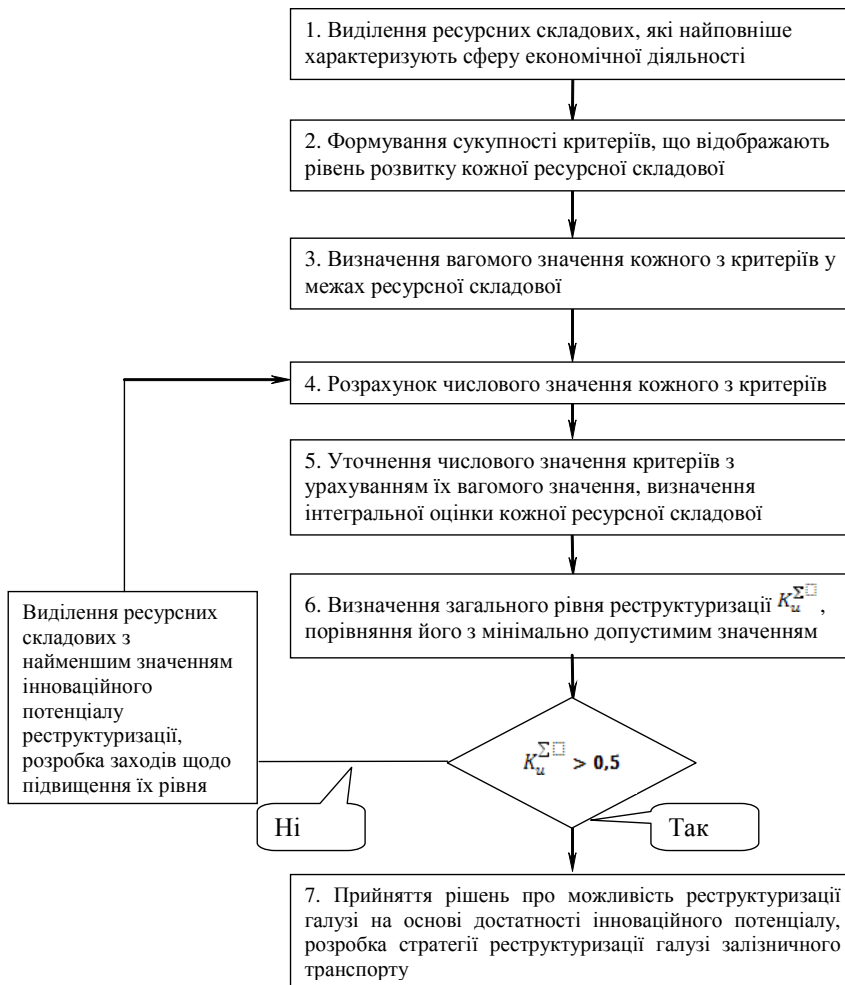 1. Виділення ресурсних складових, які найповніше
характеризують сферу економічної діяльності
2. Формування сукупності критеріїв, що відображають
рівень розвитку кожної ресурсної складової
3. Визначення вагомого значення кожного з критеріїв у
межах ресурсної складової
4. Розрахунок числового значення кожного з критеріїв
5. Уточнення числового значення критеріїв з
урахуванням їх вагомого значення, визначення
інтегральної оцінки кожної ресурсної складової
6. Визначення загального рівня реструктуризації K_u^Σ□,
порівняння його з мінімально допустимим значенням
Виділення ресурсних
складових з
найменшим значенням
інноваційного
потенціалу
реструктуризації,
розробка заходів щодо
підвищення їх рівня
K_u^Σ□ > 0,5
Ні
Так
7. Прийняття рішень про можливість реструктуризації
галузі на основі достатності інноваційного потенціалу,
розробка стратегії реструктуризації галузі залізничного
транспорту